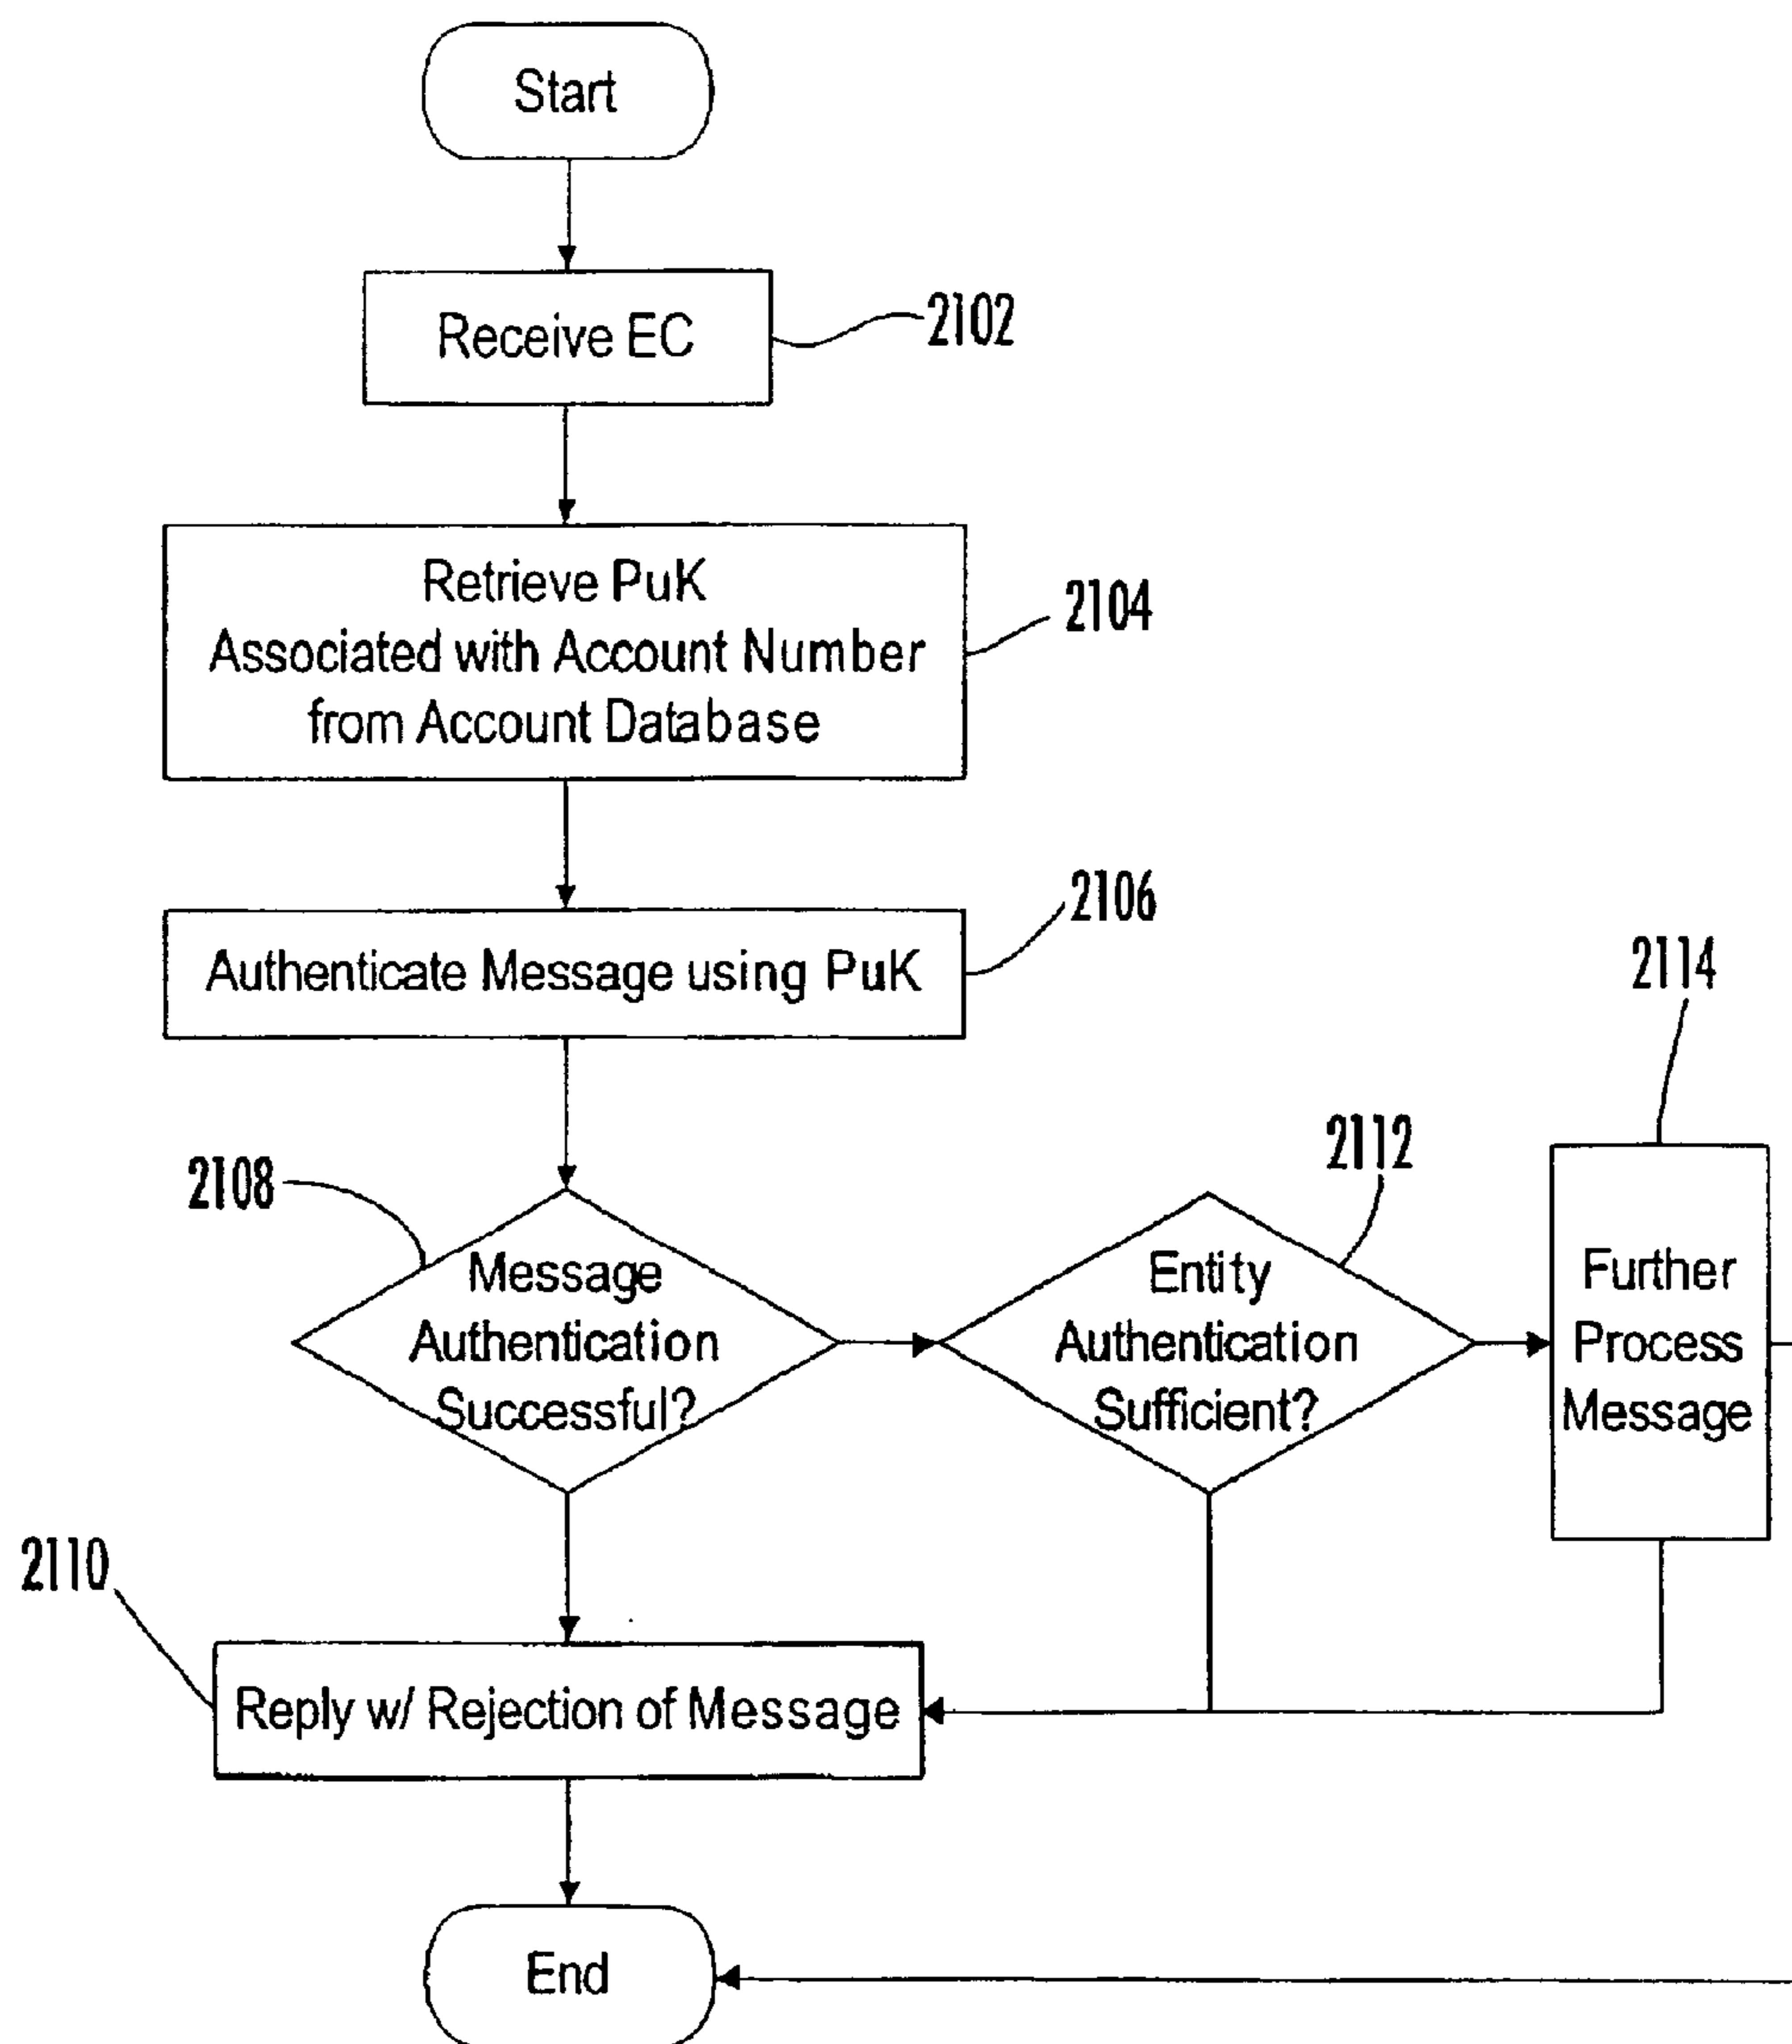 Start
Receive EC
2102
Retrieve PuK
Associated with Account Number
from Account Database
2104
Authenticate Message using PuK
2106
2108
Message
Authentication
Successful?
2112
Entity
Authentication
Sufficient?
2114
Further
Process
Message
2110
Reply w/ Rejection of Message
End